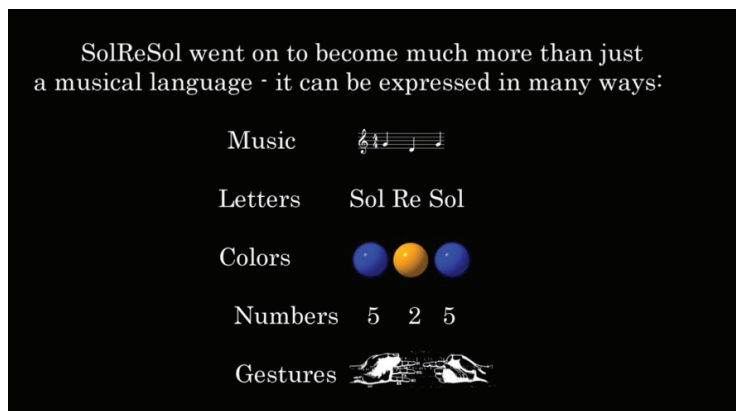 SolReSol went on to become much more than just
a musical language - it can be expressed in many ways:
Music
Letters Sol Re Sol
Colors
Numbers 5 2 5
Gestures